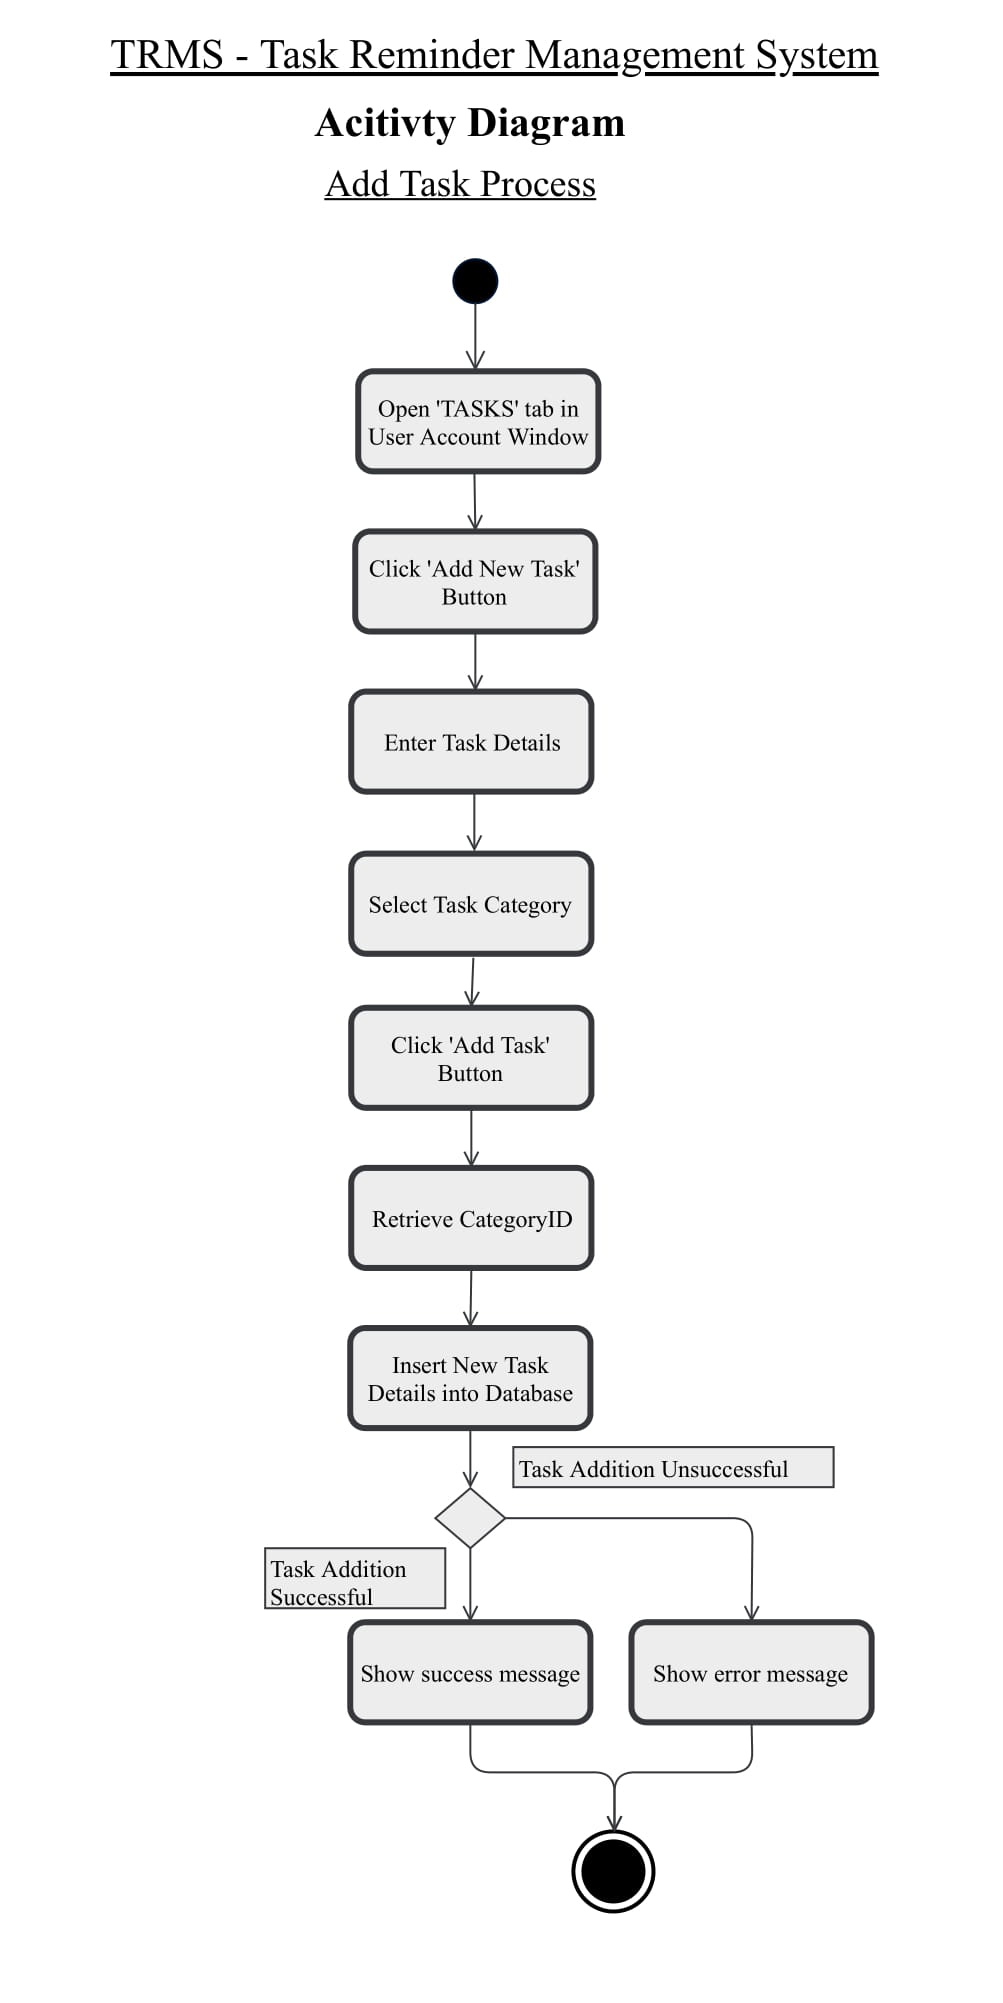 TRMS - Task Reminder Management System
Acitivty Diagram
Add Task Process
Open 'TASKS' tab in
User Account Window
Click 'Add New Task'
Button
Enter Task Details
Select Task Category
Click 'Add Task'
Button
Retrieve CategoryID
Insert New Task
Details into Database
Task Addition Unsuccessful
Task Addition
Successful
Show success message
Show error message